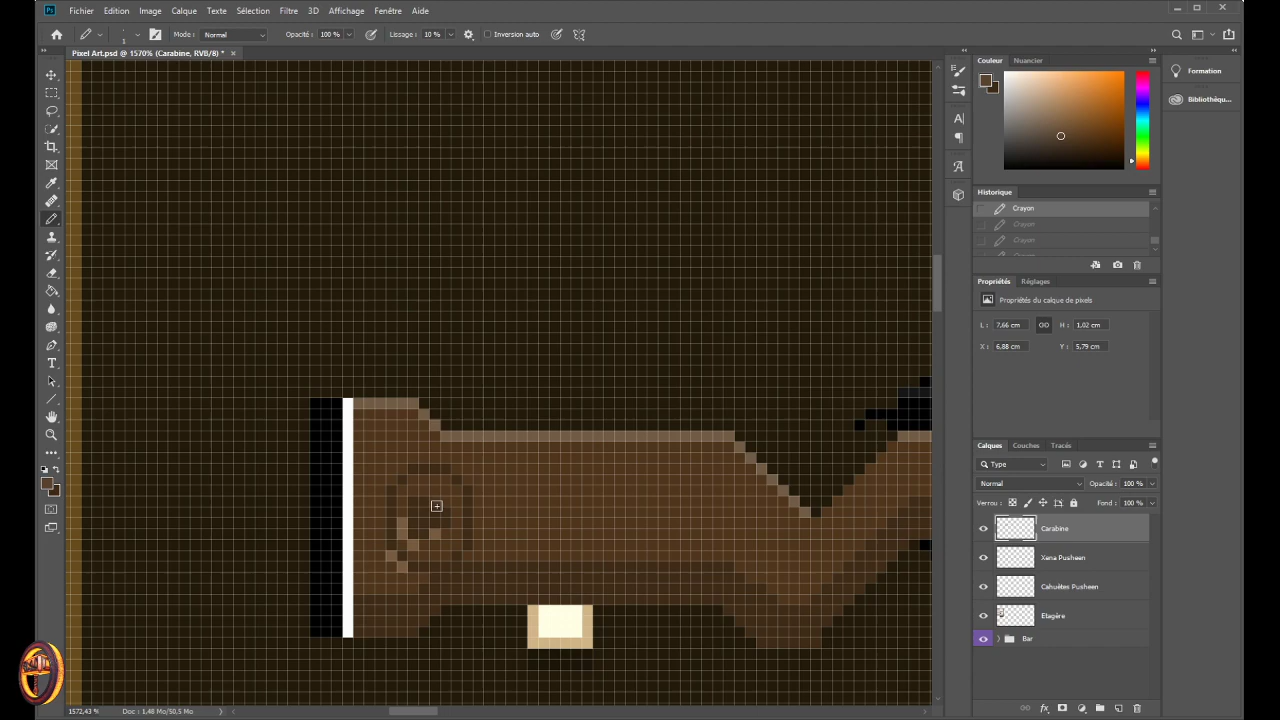 Ps Fichier Edition Image Calque Texte Sélection Filtre 3D Affichage Fenêtre Aide
1 Mode : Normal Opacité : 100 % Lissage : 10 % Inversion auto
Pixel Art.psd @ 1570% (Carabine, RVB/8) * ×
Couleur Nuancier
Formation
Bibliothèqu...
Historique
Crayon
Crayon
Crayon
Propriétés Réglages
Propriétés du calque de pixels
L : 7,66 cm H : 1,02 cm
X : 6,88 cm Y : 5,79 cm
Calques Couches Tracés
Type
Normal Opacité : 100 %
Verrou : Fond : 100 %
Carabine
Xena Pusheen
Cahuètes Pusheen
Etagère
Bar
1572,43 % Doc : 1,48 Mo/50,5 Mo